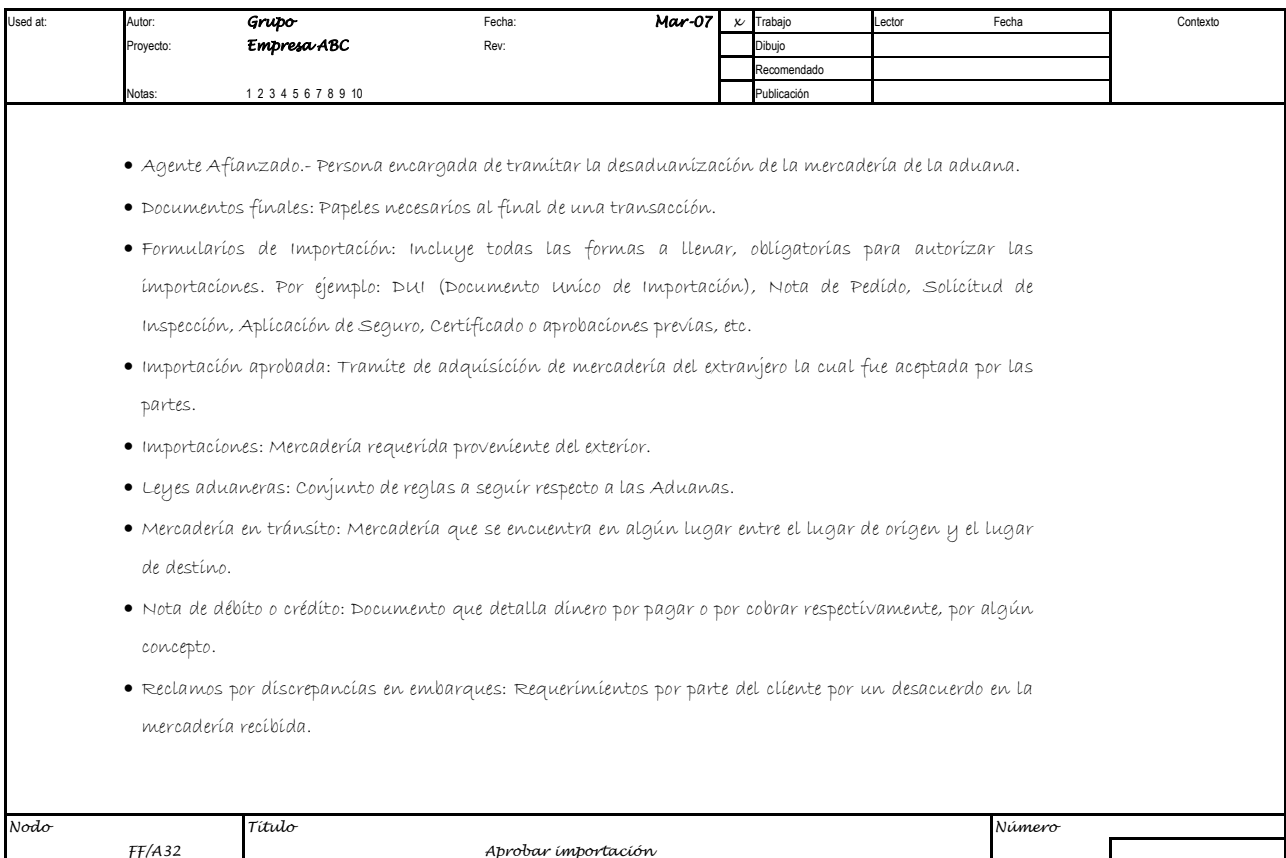 Used at: Autor: Grupo Fecha: Mar-07 x Trabajo Lector Fecha Contexto
Proyecto: Empresa ABC Rev: Dibujo
Recomendado
Notas: 1 2 3 4 5 6 7 8 9 10 Publicación
• Agente Afianzado.- Persona encargada de tramitar la desaduanización de la mercadería de la aduana.
• Documentos finales: Papeles necesarios al final de una transacción.
• Formularios de Importación: Incluye todas las formas a llenar, obligatorias para autorizar las
importaciones. Por ejemplo: DUI (Documento Unico de Importación), Nota de Pedido, Solicitud de
Inspección, Aplicación de Seguro, Certificado o aprobaciones previas, etc.
• Importación aprobada: Tramite de adquisición de mercadería del extranjero la cual fue aceptada por las
partes.
• Importaciones: Mercadería requerida proveniente del exterior.
• Leyes aduaneras: Conjunto de reglas a seguir respecto a las Aduanas.
• Mercadería en tránsito: Mercadería que se encuentra en algún lugar entre el lugar de origen y el lugar
de destino.
• Nota de débito o crédito: Documento que detalla dinero por pagar o por cobrar respectivamente, por algún
concepto.
• Reclamos por discrepancias en embarques: Requerimientos por parte del cliente por un desacuerdo en la
mercadería recibida.
Nodo Título Número
FF/A32 Aprobar importación